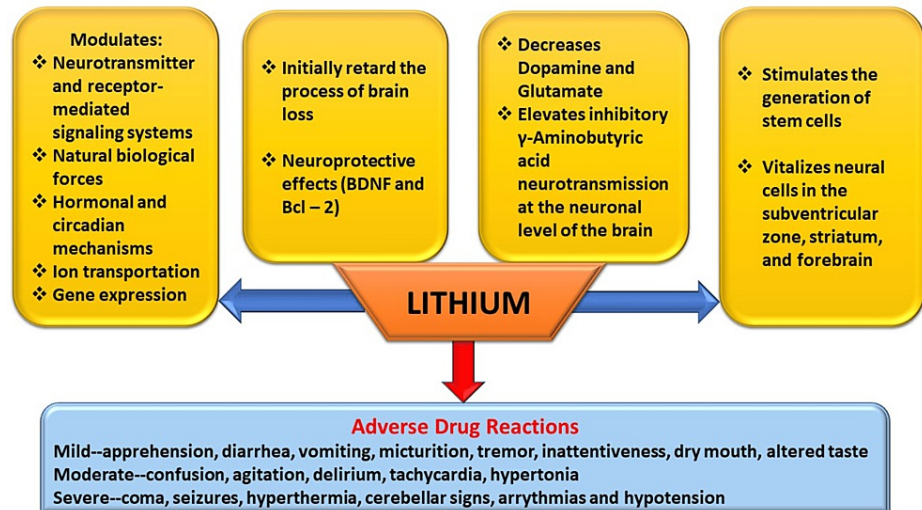 Modulates:
❖ Neurotransmitter
and receptor-
mediated
signaling systems
❖ Natural biological
forces
❖ Hormonal and
circadian
mechanisms
❖ Ion transportation
❖ Gene expression
❖ Initially retard the
process of brain
loss
❖ Neuroprotective
effects (BDNF and
Bcl – 2)
❖ Decreases
Dopamine and
Glutamate
❖ Elevates inhibitory
γ-Aminobutyric
acid
neurotransmission
at the neuronal
level of the brain
❖ Stimulates the
generation of
stem cells
❖ Vitalizes neural
cells in the
subventricular
zone, striatum,
and forebrain
LITHIUM
Adverse Drug Reactions
Mild--apprehension, diarrhea, vomiting, micturition, tremor, inattentiveness, dry mouth, altered taste
Moderate--confusion, agitation, delirium, tachycardia, hypertonia
Severe--coma, seizures, hyperthermia, cerebellar signs, arrythmias and hypotension